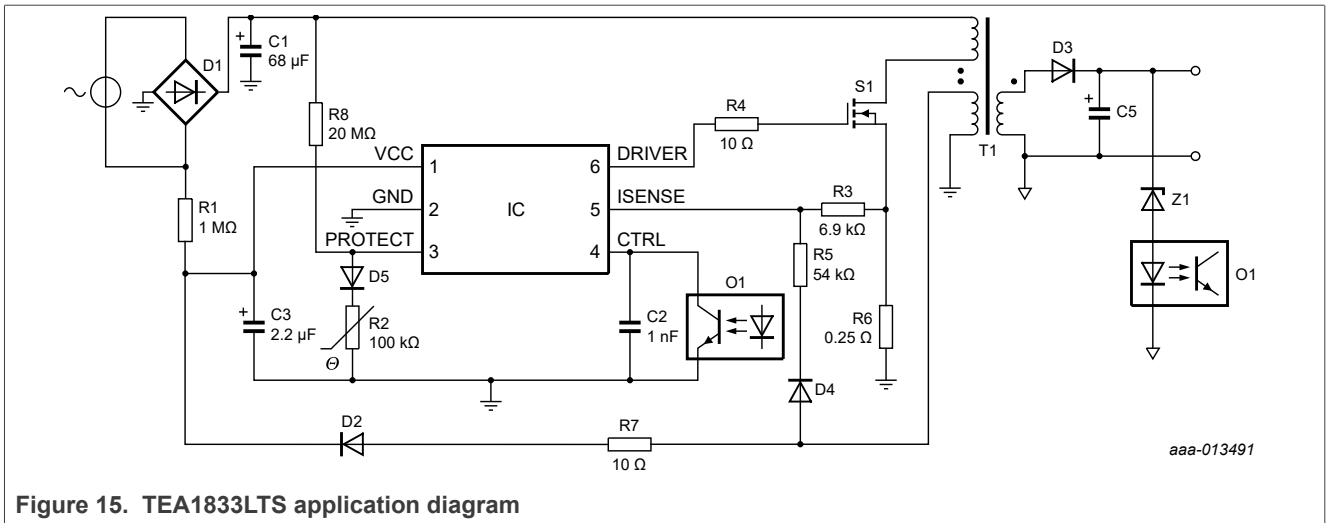 D1
C1
68 µF
R8
20 MΩ
R1
1 MΩ
C3
2.2 µF
VCC
GND
PROTECT
1
2
3
IC
6
5
4
DRIVER
ISENSE
CTRL
D5
R2
100 kΩ
Θ
R4
10 Ω
S1
R3
6.9 kΩ
R5
54 kΩ
R6
0.25 Ω
C2
1 nF
O1
D4
D2
R7
10 Ω
T1
D3
C5
Z1
O1
aaa-013491
Figure 15. TEA1833LTS application diagram